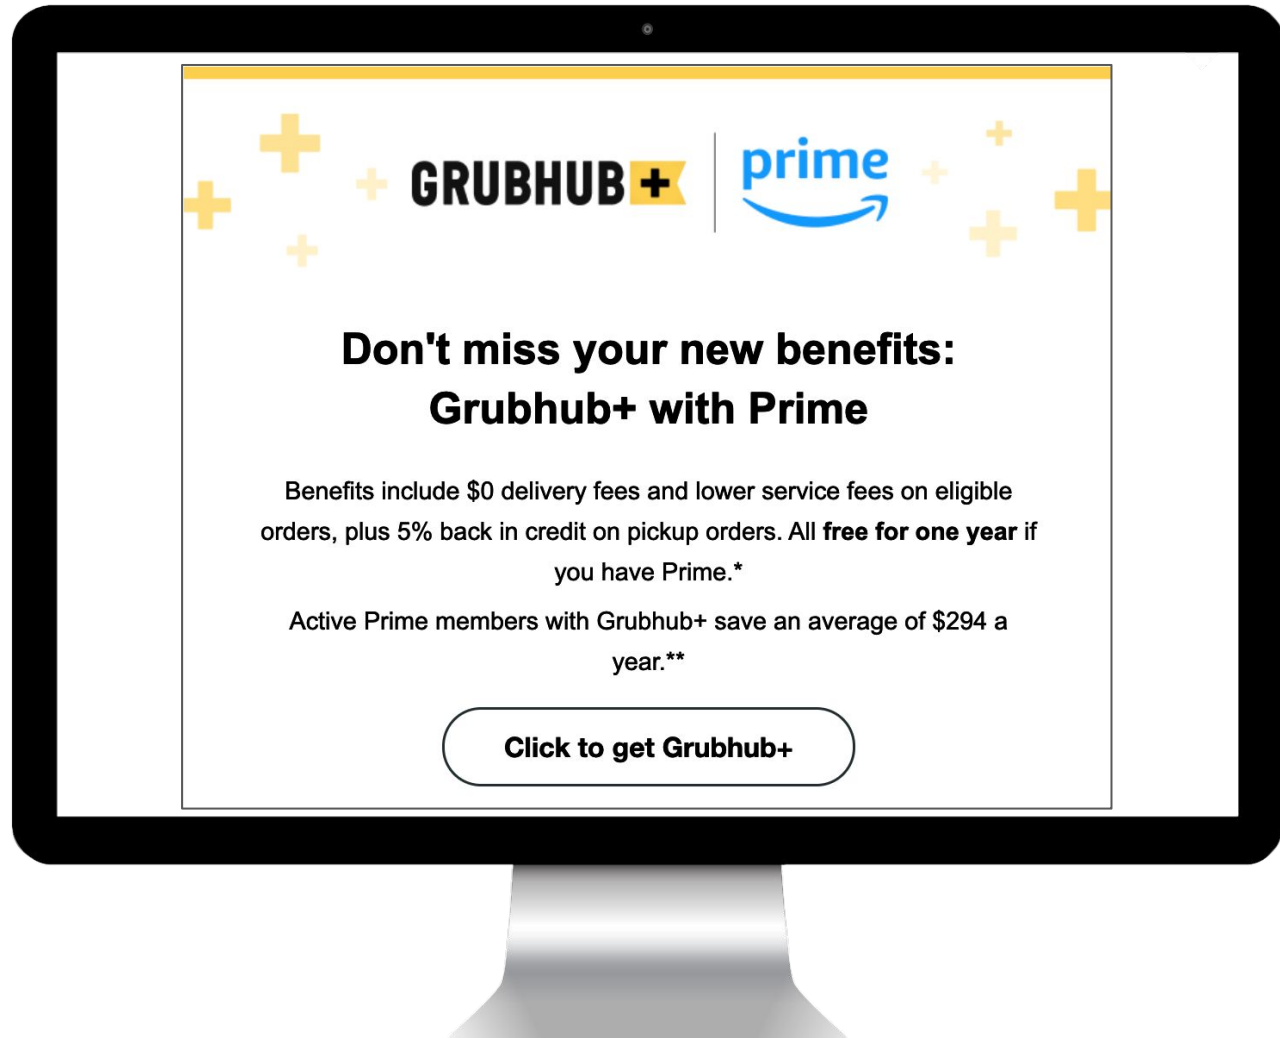 GRUBHUB+ | prime
Don't miss your new benefits:
Grubhub+ with Prime
Benefits include $0 delivery fees and lower service fees on eligible
orders, plus 5% back in credit on pickup orders. All free for one year if
you have Prime.*
Active Prime members with Grubhub+ save an average of $294 a
year.**
Click to get Grubhub+